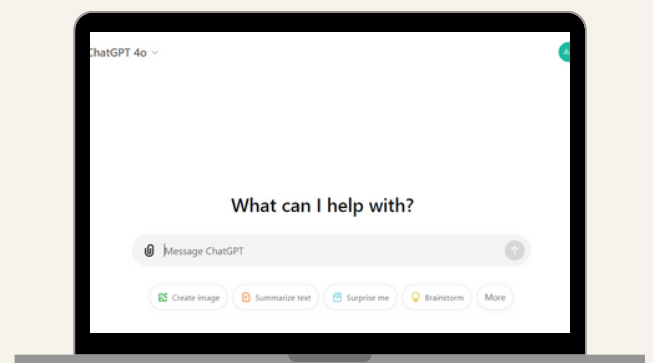 ChatGPT 4o
What can I help with?
Message ChatGPT
Create image
Summarize text
Surprise me
Brainstorm
More